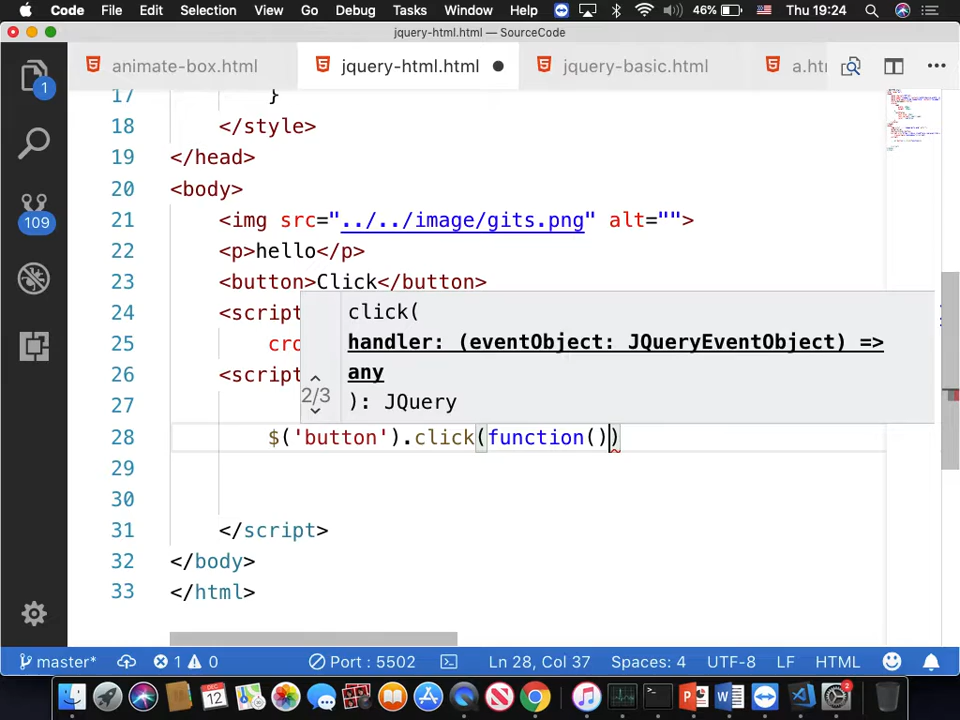 Code File Edit Selection View Go Debug Tasks Window Help 46% Thu 19:24
jquery-html.html — SourceCode
animate-box.html jquery-html.html jquery-basic.html a.ht
1
109
17 }
18 </style>
19 </head>
20 <body>
21 <img src="../../image/gits.png" alt="">
22 <p>hello</p>
23 <button>Click</button>
24 <script
click(
25 cro
handler: (eventObject: JQueryEventObject) =>
26 <script
any
2/3
): JQuery
27
28 $('button').click(function())
29
30
31 </script>
32 </body>
33 </html>
master* 1 0 Port : 5502 Ln 28, Col 37 Spaces: 4 UTF-8 LF HTML
12
2